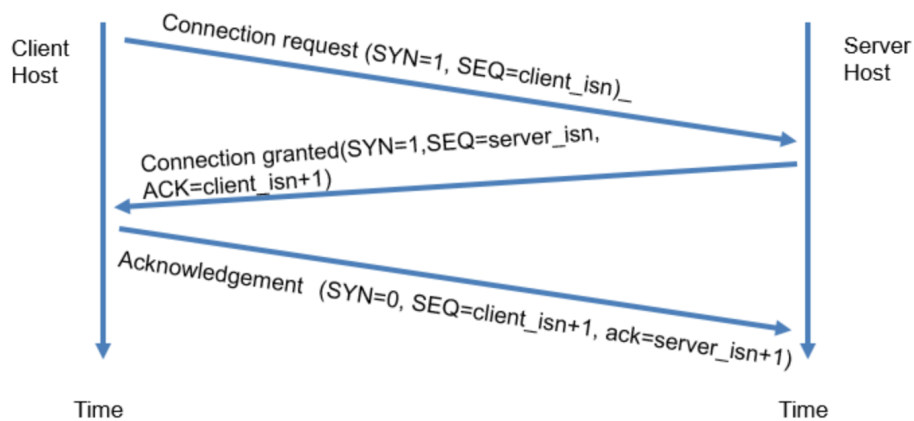 Client
Host
Server
Host
Connection request (SYN=1, SEQ=client_isn)_
Connection granted(SYN=1,SEQ=server_isn,
ACK=client_isn+1)
Acknowledgement (SYN=0, SEQ=client_isn+1, ack=server_isn+1)
Time
Time